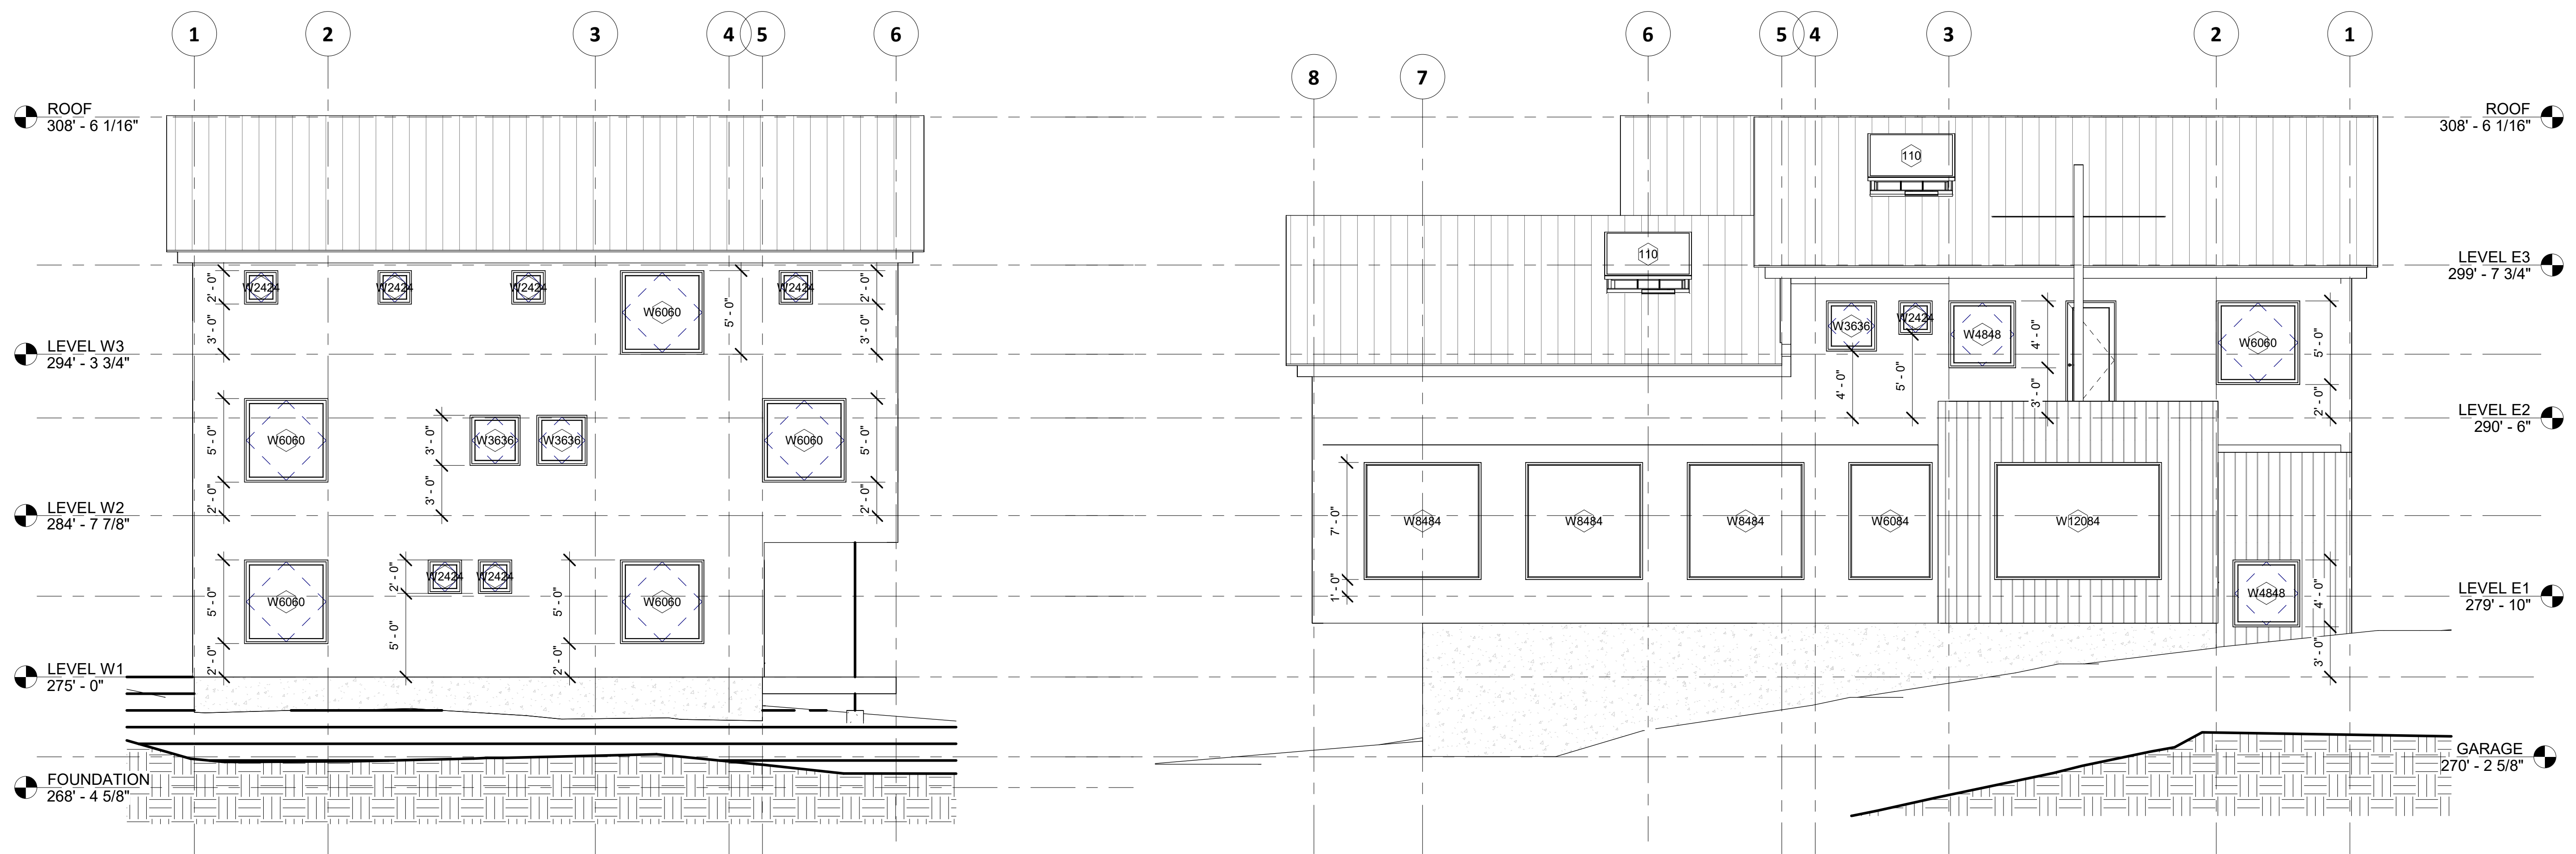 1 2 3 4 5 6
ROOF
308' - 6 1/16"
W2424 W2424 W2424 W6060 W2424
2' - 0"
3' - 0"
5' - 0"
2' - 0"
3' - 0"
LEVEL W3
294' - 3 3/4"
W6060 W3636 W3636 W6060
5' - 0"
2' - 0"
3' - 0"
3' - 0"
5' - 0"
2' - 0"
LEVEL W2
284' - 7 7/8"
W6060 W2424 W2424 W6060
5' - 0"
2' - 0"
2' - 0"
5' - 0"
5' - 0"
2' - 0"
LEVEL W1
275' - 0"
FOUNDATION
268' - 4 5/8"
8 7 6 5 4 3 2 1
ROOF
308' - 6 1/16"
110
110
LEVEL E3
299' - 7 3/4"
W3636 W2424 W4848 W6060
4' - 0"
5' - 0"
4' - 0"
3' - 0"
5' - 0"
2' - 0"
LEVEL E2
290' - 6"
W8484 W8484 W8484 W6084 W12084
7' - 0"
1' - 0"
W4848
4' - 0"
3' - 0"
LEVEL E1
279' - 10"
GARAGE
270' - 2 5/8"